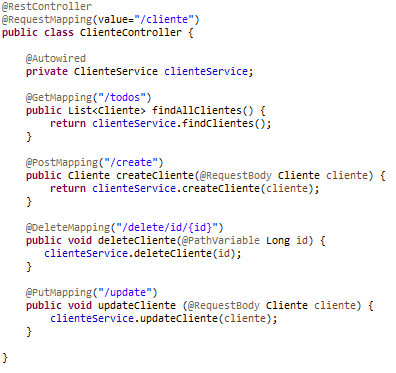 @RestController
@RequestMapping(value="/cliente")
public class ClienteController {
@Autowired
private ClienteService clienteService;
@GetMapping("/todos")
public List<Cliente> findAllClientes() {
return clienteService.findClientes();
}
@PostMapping("/create")
public Cliente createCliente(@RequestBody Cliente cliente) {
return clienteService.createCliente(cliente);
}
@DeleteMapping("/delete/id/{id}")
public void deleteCliente(@PathVariable Long id) {
clienteService.deleteCliente(id);
}
@PutMapping("/update")
public void updateCliente (@RequestBody Cliente cliente) {
clienteService.updateCliente(cliente);
}
}